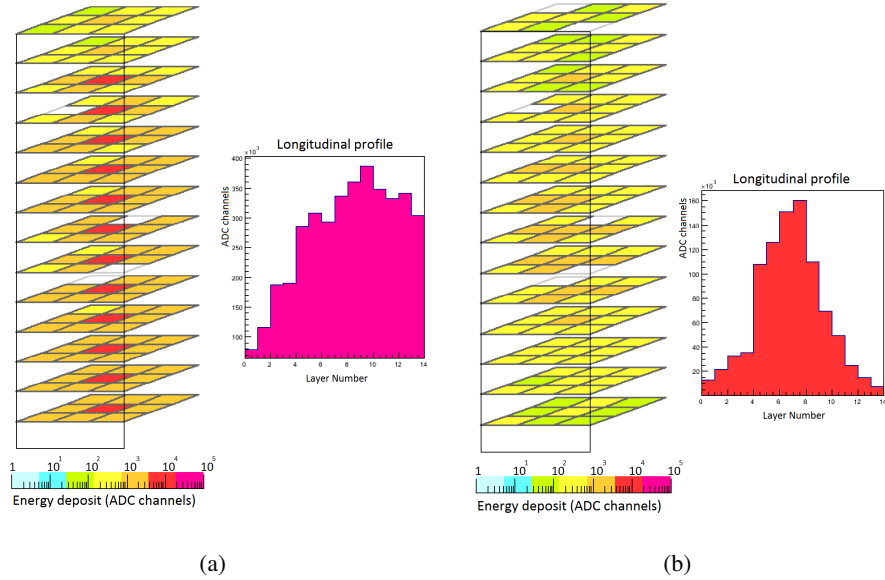 Longitudinal profile
×10³
ADC channels
400
350
300
250
200
150
100
0 2 4 6 8 10 12 14
Layer Number
1 10¹ 10² 10³ 10⁴ 10⁵
Energy deposit (ADC channels)
(a)
Longitudinal profile
×10³
ADC channels
160
140
120
100
80
60
40
20
0 2 4 6 8 10 12 14
Layer Number
1 10¹ 10² 10³ 10⁴ 10⁵
Energy deposit (ADC channels)
(b)